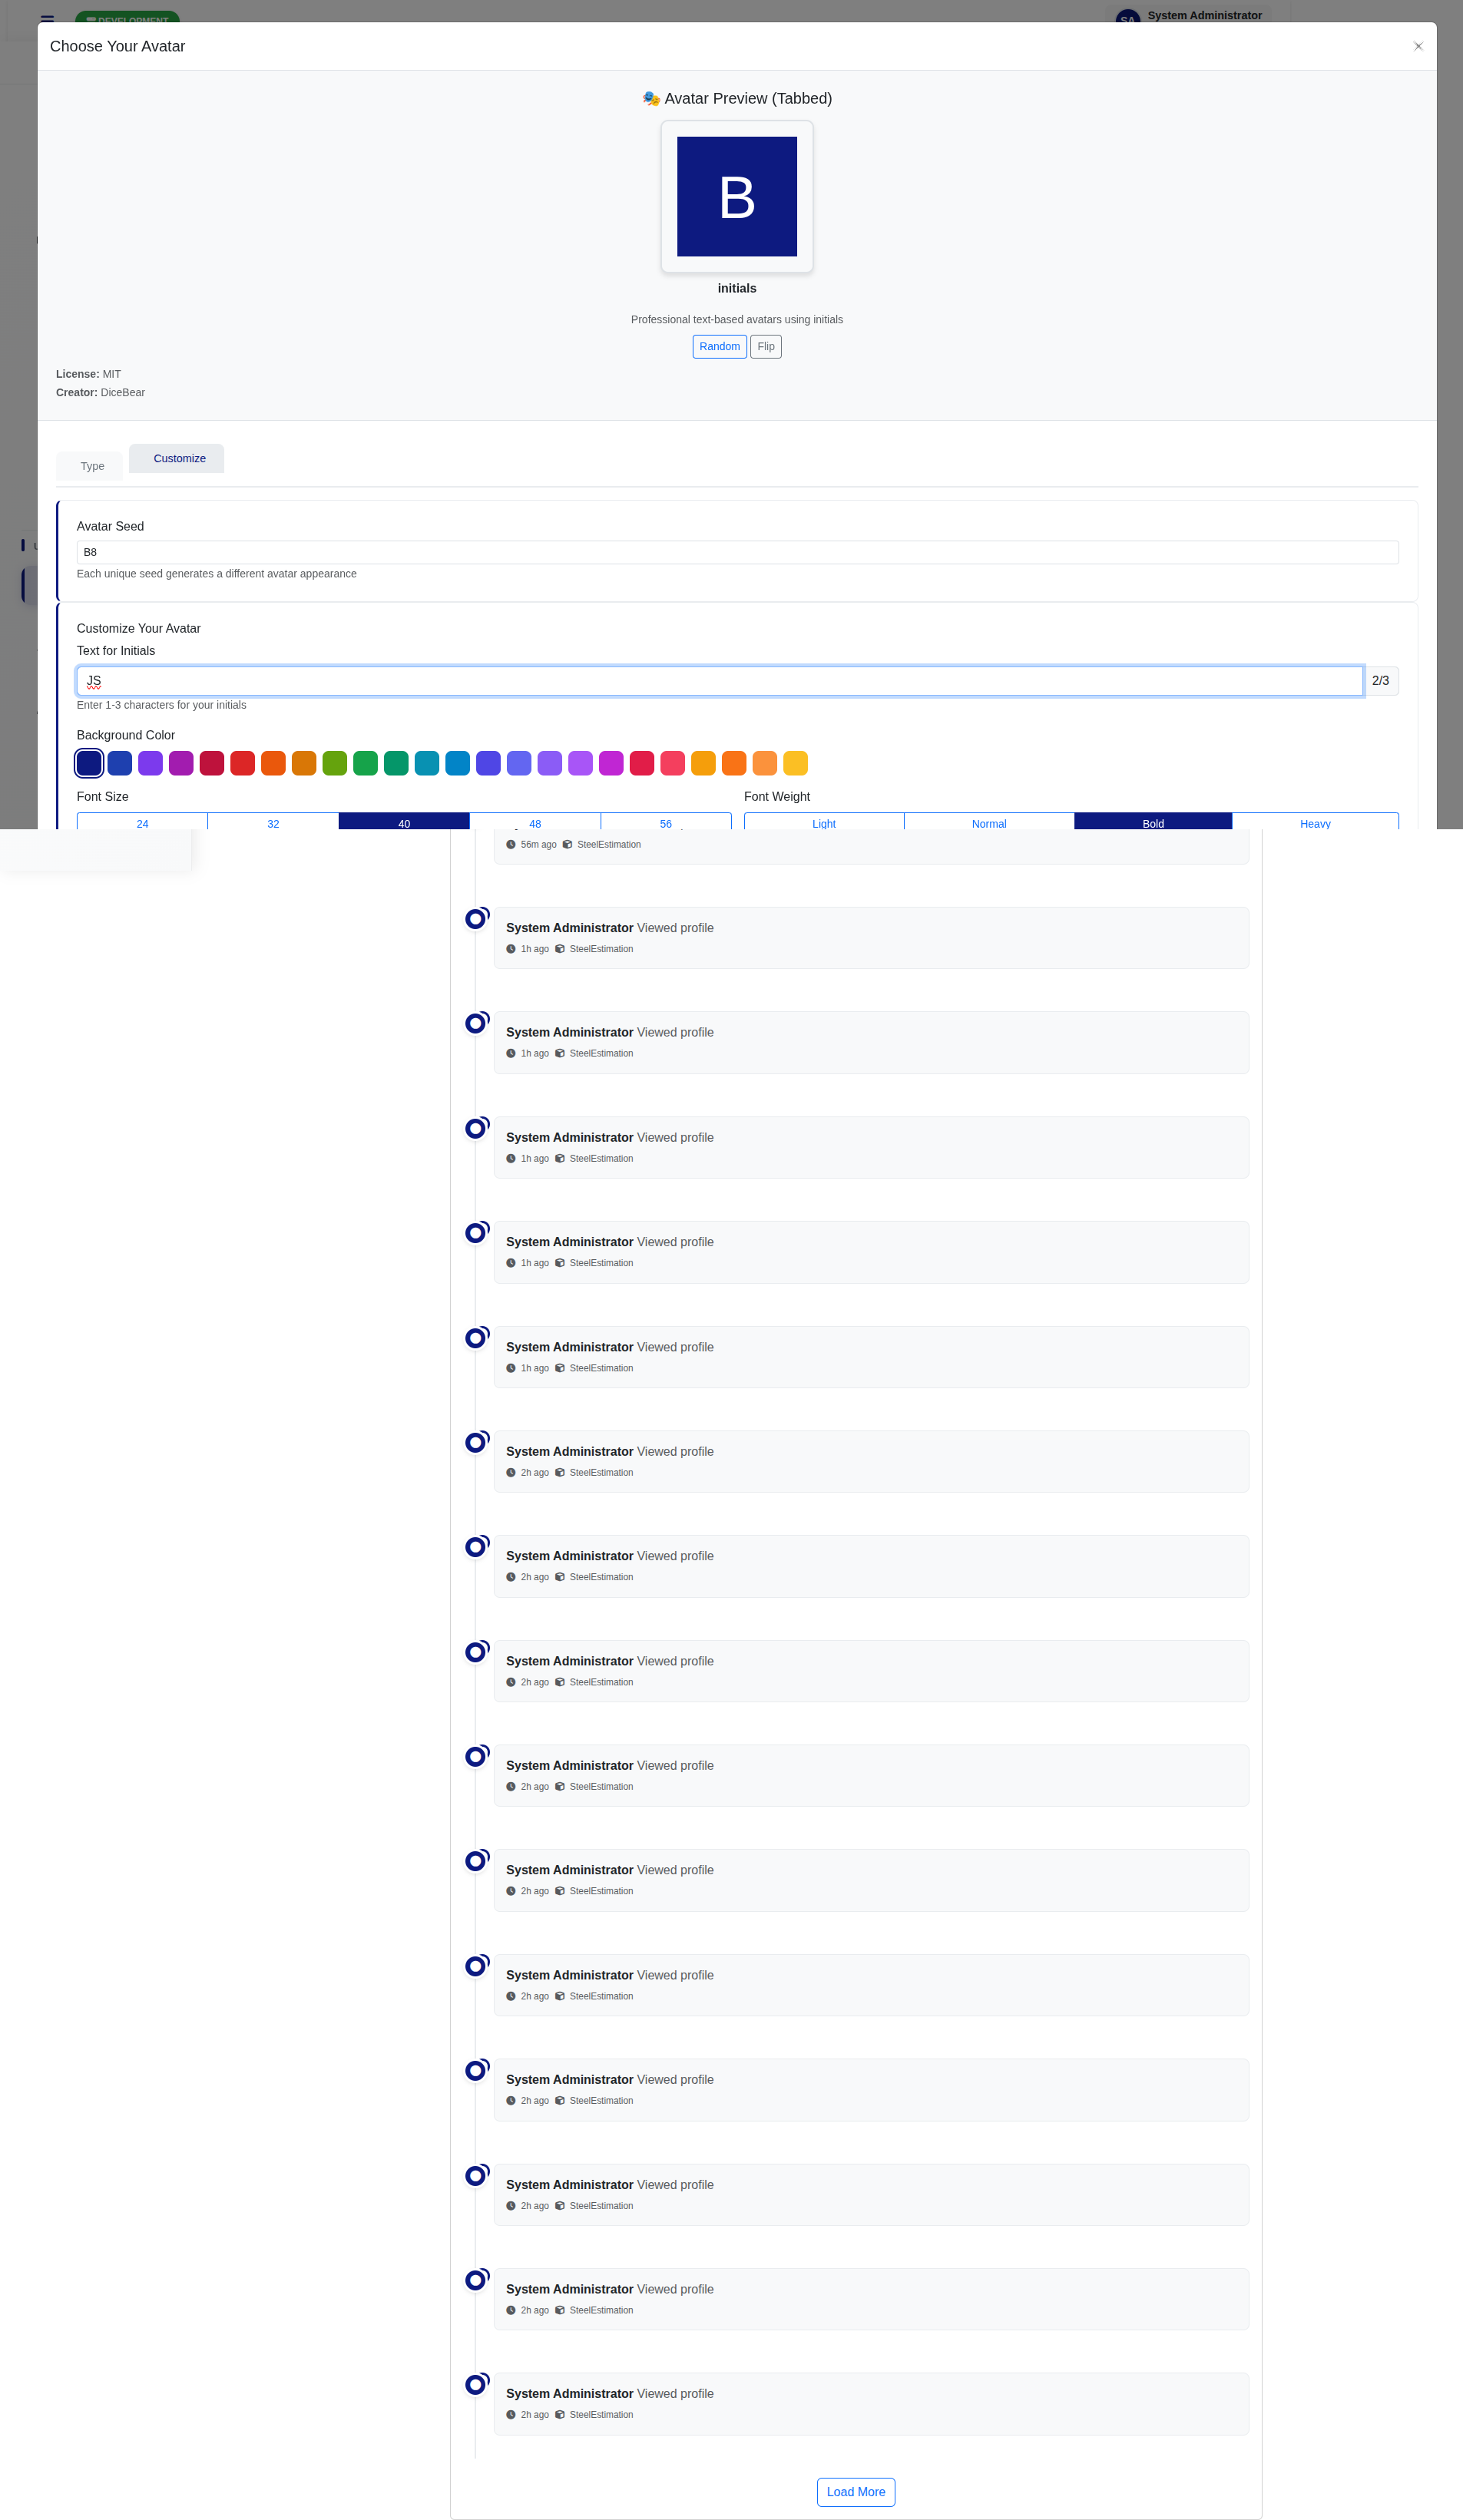 DEVELOPMENT
SA System Administrator
Choose Your Avatar
🎭 Avatar Preview (Tabbed)
B
initials
Professional text-based avatars using initials
Random Flip
License: MIT
Creator: DiceBear
Type Customize
Avatar Seed
B8
Each unique seed generates a different avatar appearance
Customize Your Avatar
Text for Initials
JS 2/3
Enter 1-3 characters for your initials
Background Color
Font Size Font Weight
24 32 40 48 56 Light Normal Bold Heavy
56m ago SteelEstimation
System Administrator Viewed profile
1h ago SteelEstimation
System Administrator Viewed profile
1h ago SteelEstimation
System Administrator Viewed profile
1h ago SteelEstimation
System Administrator Viewed profile
1h ago SteelEstimation
System Administrator Viewed profile
1h ago SteelEstimation
System Administrator Viewed profile
2h ago SteelEstimation
System Administrator Viewed profile
2h ago SteelEstimation
System Administrator Viewed profile
2h ago SteelEstimation
System Administrator Viewed profile
2h ago SteelEstimation
System Administrator Viewed profile
2h ago SteelEstimation
System Administrator Viewed profile
2h ago SteelEstimation
System Administrator Viewed profile
2h ago SteelEstimation
System Administrator Viewed profile
2h ago SteelEstimation
System Administrator Viewed profile
2h ago SteelEstimation
System Administrator Viewed profile
2h ago SteelEstimation
Load More